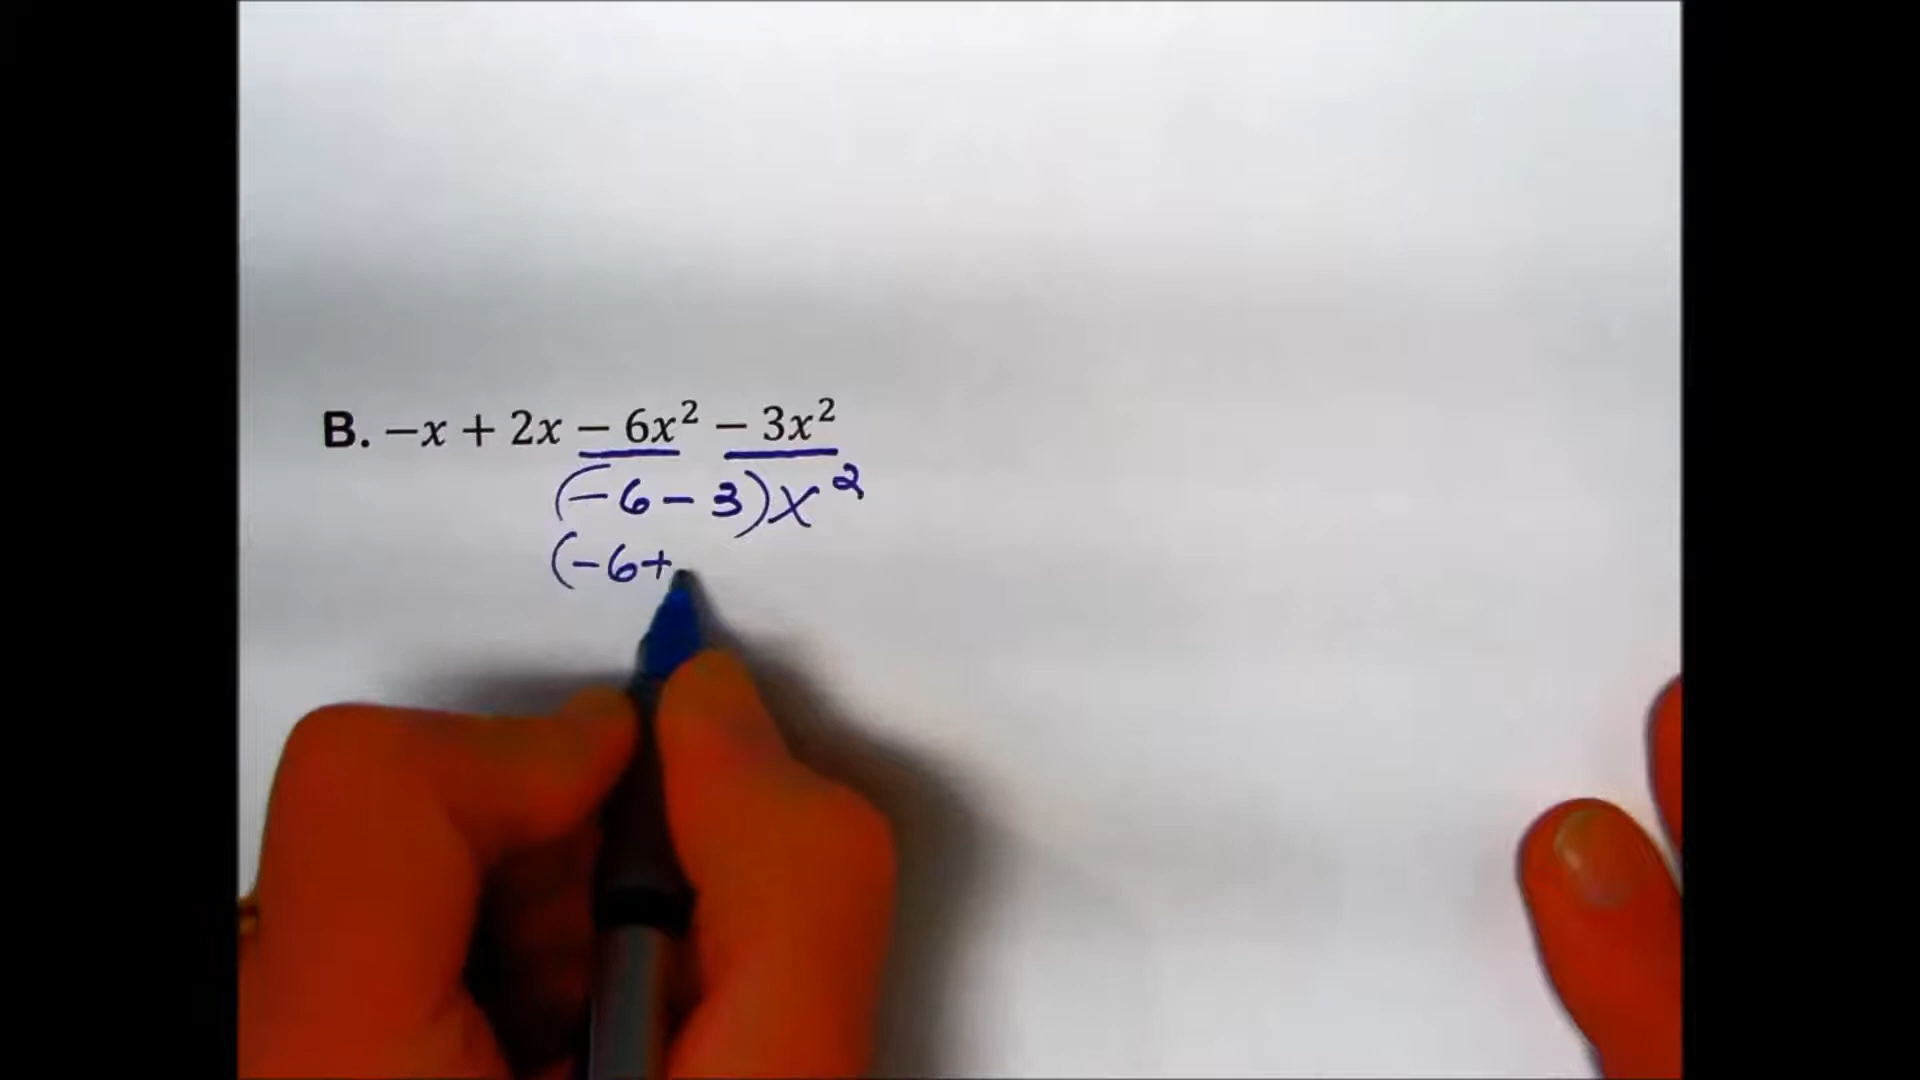 B. −x + 2x − 6x² − 3x²
(−6 − 3)x²
(−6+